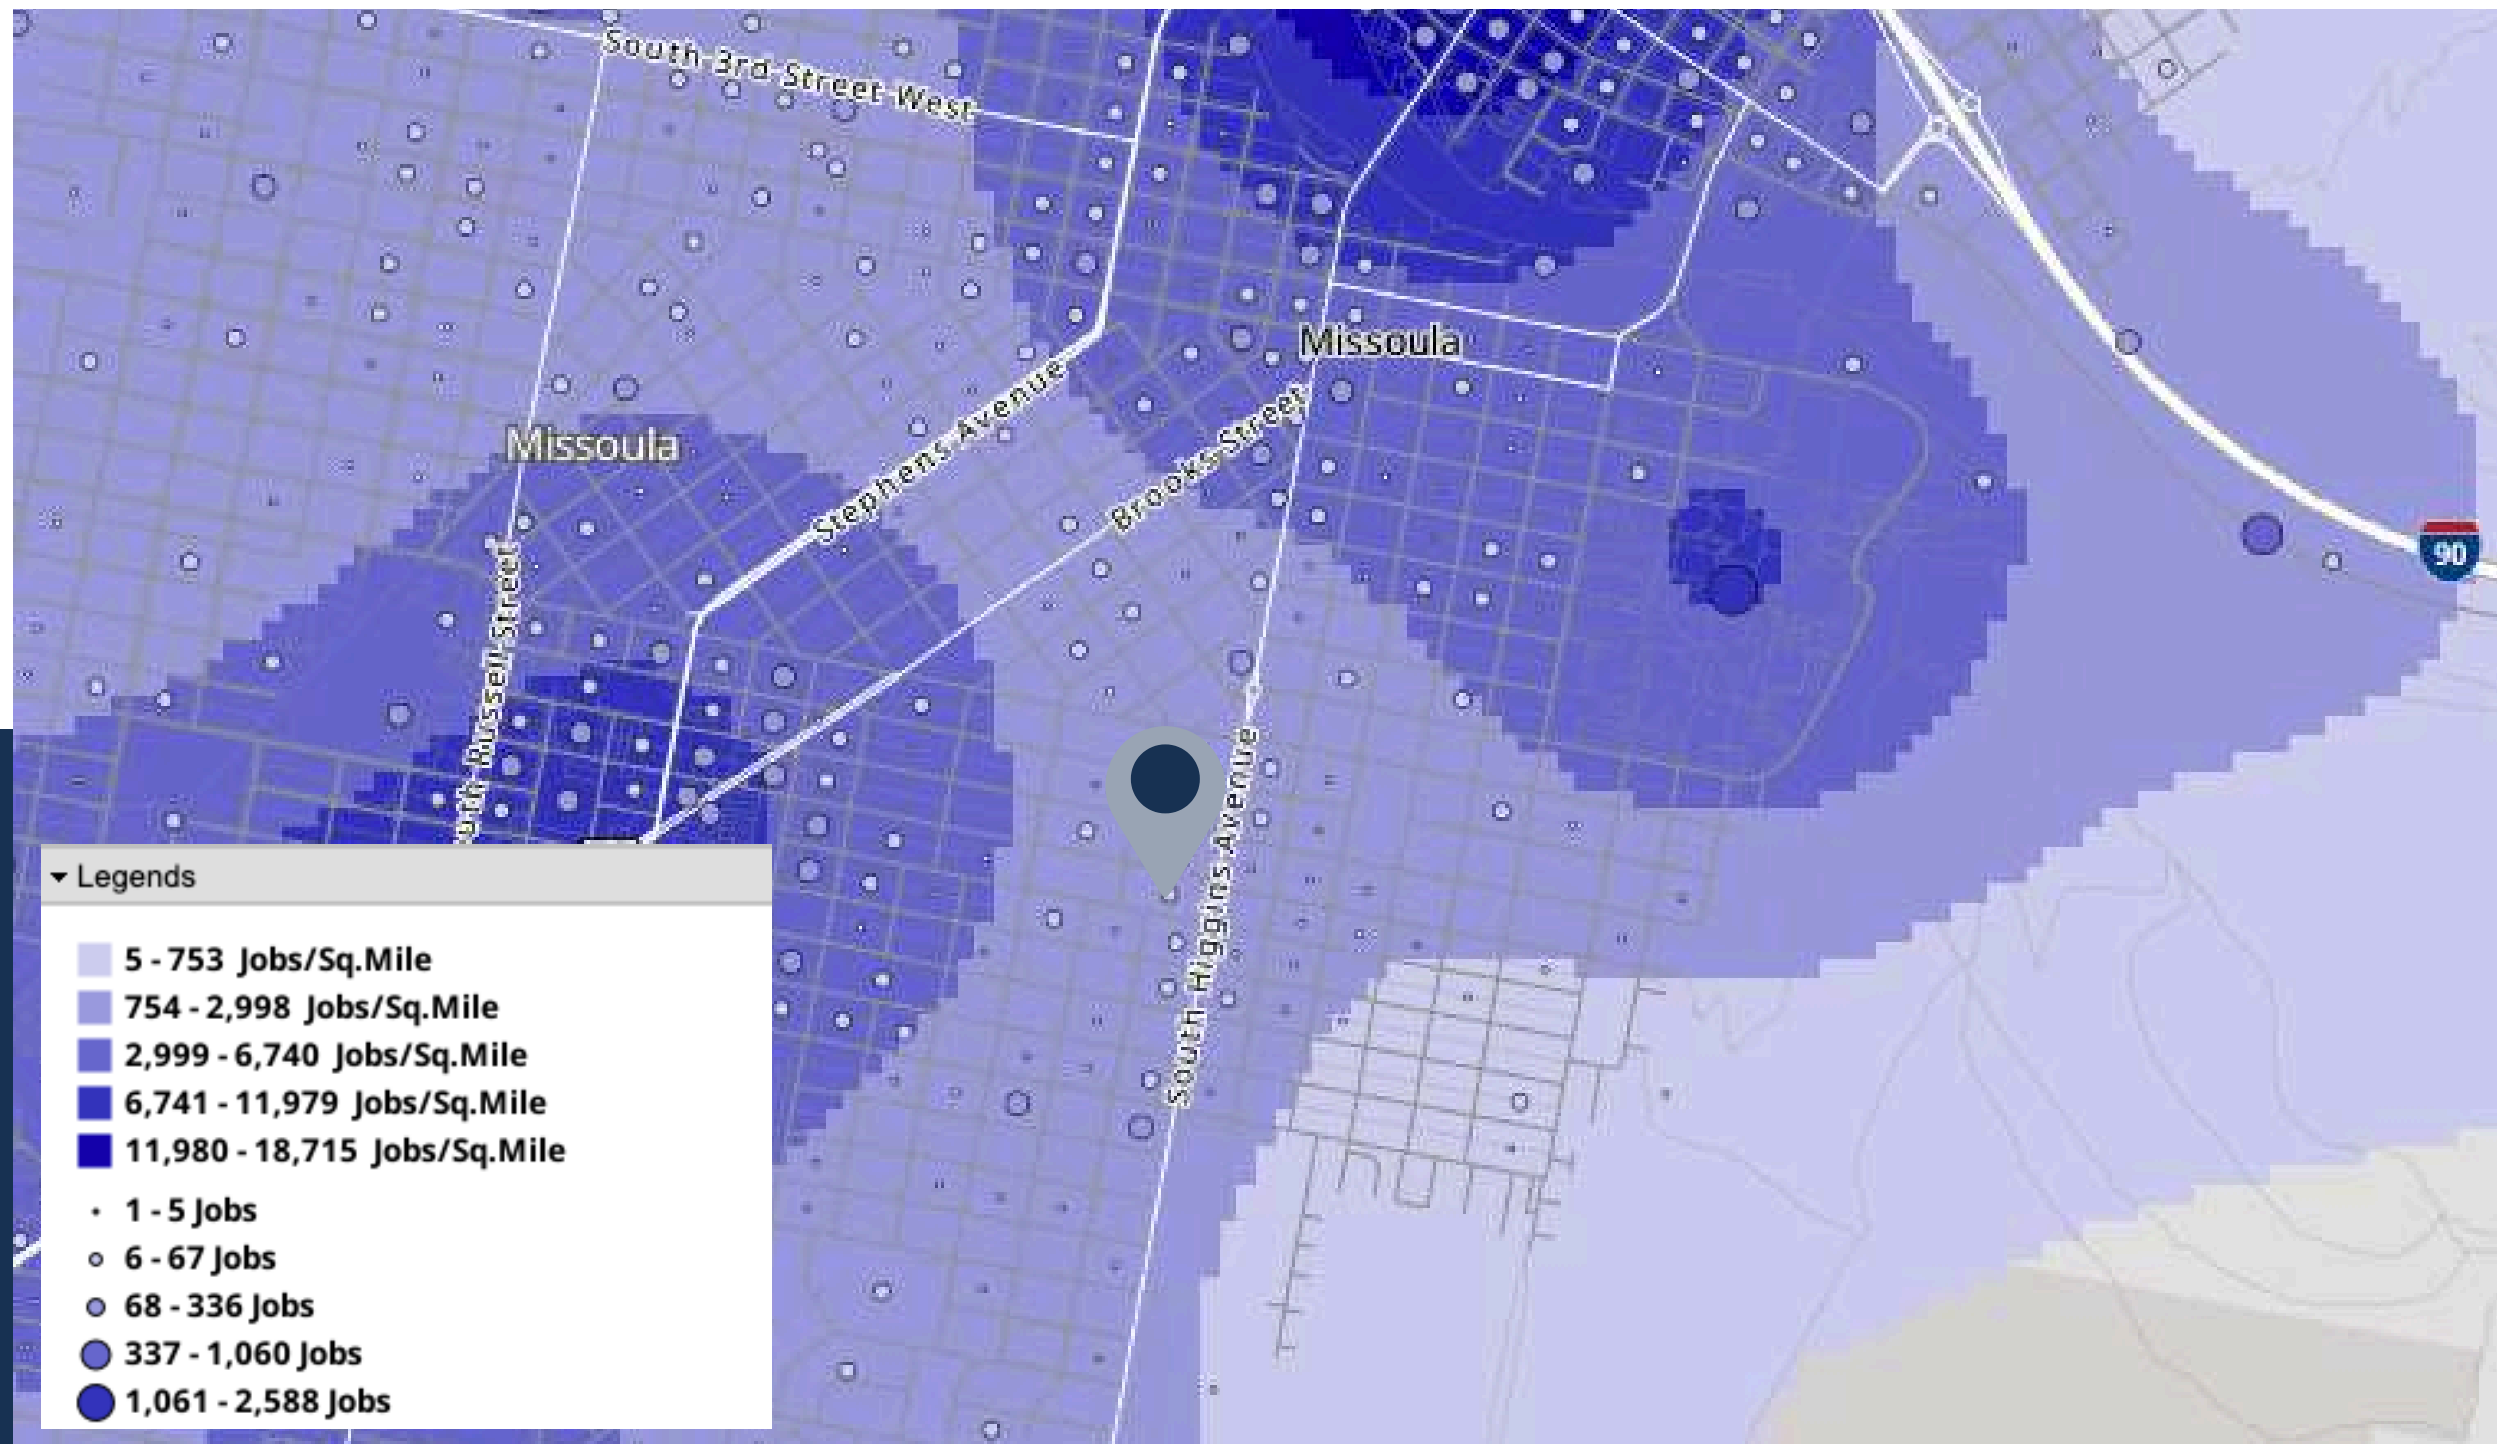 South 3rd Street West
Missoula
Missoula
Stephens Avenue
Brooks Street
90
South Higgins Avenue
Russell Street
Legends
5 - 753 Jobs/Sq.Mile
754 - 2,998 Jobs/Sq.Mile
2,999 - 6,740 Jobs/Sq.Mile
6,741 - 11,979 Jobs/Sq.Mile
11,980 - 18,715 Jobs/Sq.Mile
1 - 5 Jobs
6 - 67 Jobs
68 - 336 Jobs
337 - 1,060 Jobs
1,061 - 2,588 Jobs